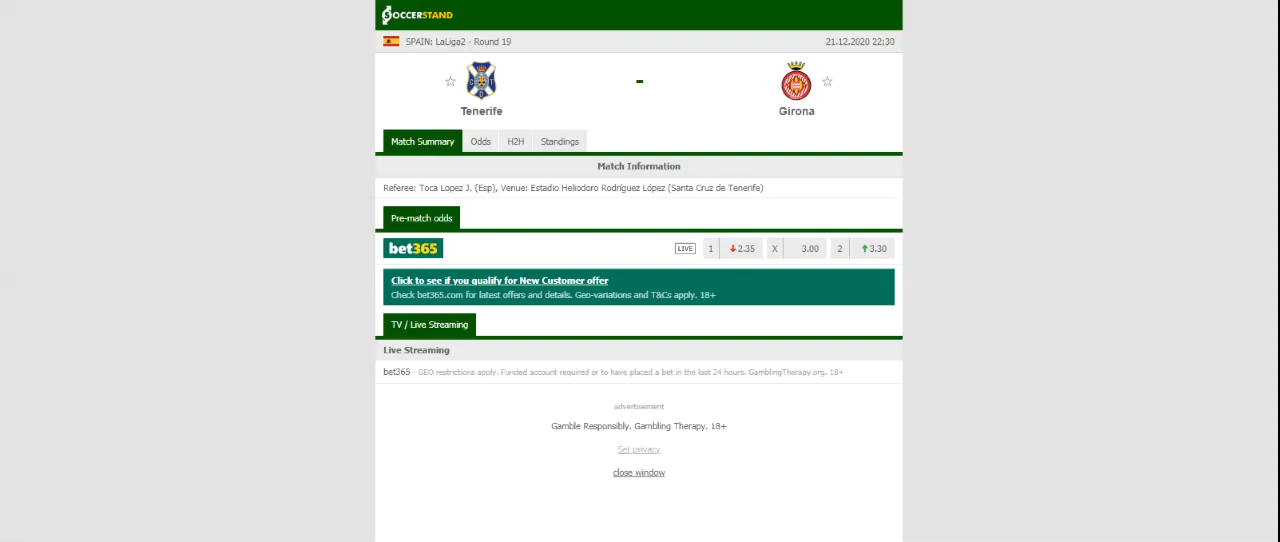 SOCCERSTAND
SPAIN: LaLiga2 - Round 19 21.12.2020 22:30
-
Tenerife Girona
Match Summary Odds H2H Standings
Match Information
Referee: Toca Lopez J. (Esp), Venue: Estadio Heliodoro Rodríguez López (Santa Cruz de Tenerife)
Pre-match odds
bet365 LIVE 1 2.35 X 3.00 2 3.30
Click to see if you qualify for New Customer offer
Check bet365.com for latest offers and details. Geo-variations and T&Cs apply. 18+
TV / Live Streaming
Live Streaming
bet365 - GEO restrictions apply. Funded account required or to have placed a bet in the last 24 hours. GamblingTherapy.org. 18+
advertisement
Gamble Responsibly. Gambling Therapy. 18+
Set privacy
close window